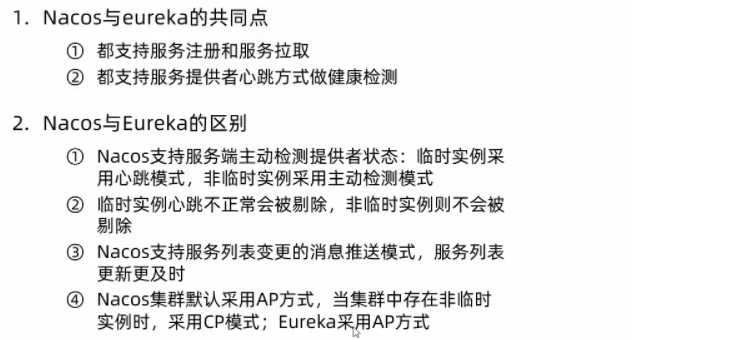 1. Nacos与eureka的共同点
① 都支持服务注册和服务拉取
② 都支持服务提供者心跳方式做健康检测
2. Nacos与Eureka的区别
① Nacos支持服务端主动检测提供者状态：临时实例采
用心跳模式，非临时实例采用主动检测模式
② 临时实例心跳不正常会被剔除，非临时实例则不会被
剔除
③ Nacos支持服务列表变更的消息推送模式，服务列表
更新更及时
④ Nacos集群默认采用AP方式，当集群中存在非临时
实例时，采用CP模式；Eureka采用AP方式